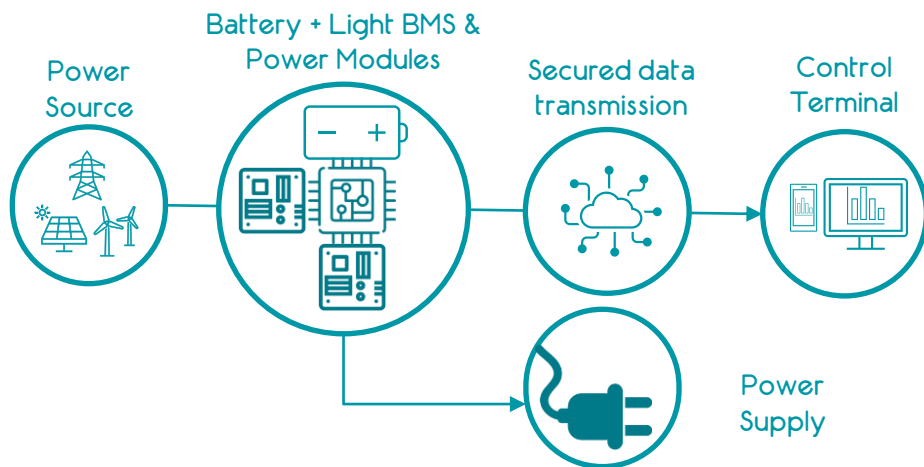 Battery + Light BMS &
Power Modules
Power
Source
Secured data
transmission
Control
Terminal
Power
Supply